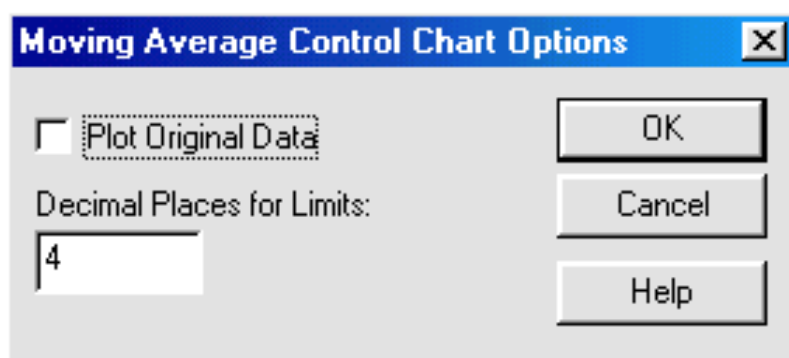 Moving Average Control Chart Options
Plot Original Data
OK
Decimal Places for Limits:
Cancel
4
Help